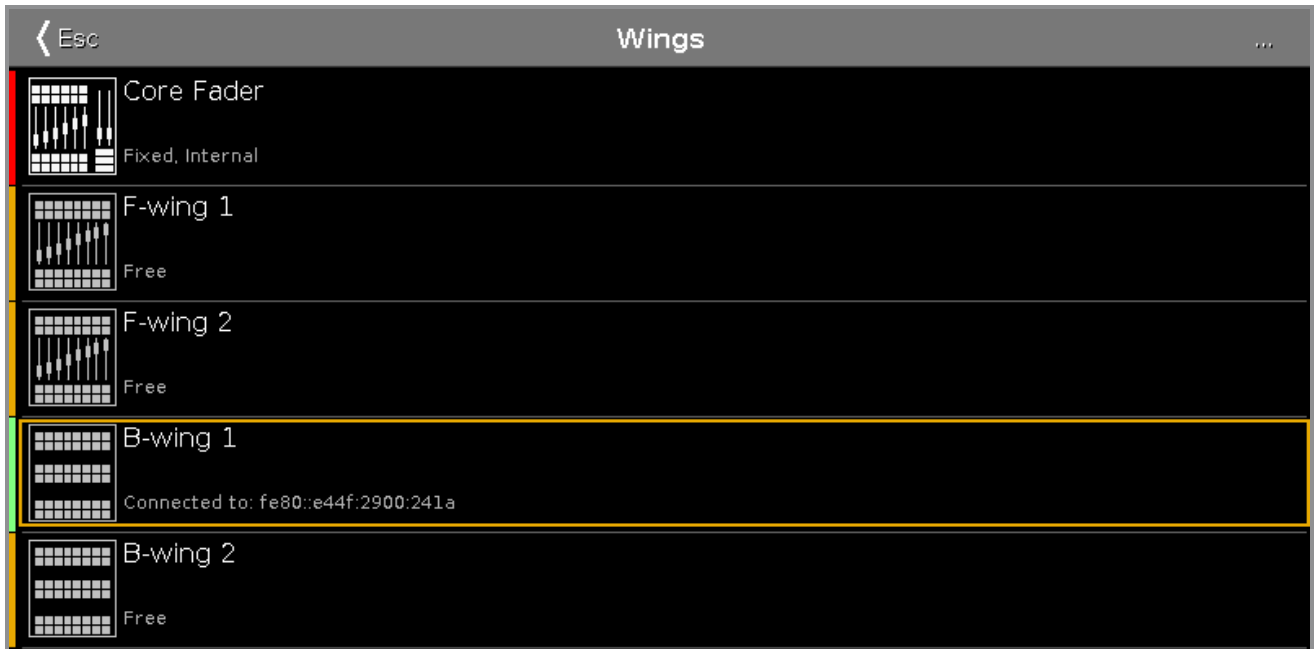 Esc
Wings
...
Core Fader
Fixed, Internal
F-wing 1
Free
F-wing 2
Free
B-wing 1
Connected to: fe80::e44f:2900:241a
B-wing 2
Free